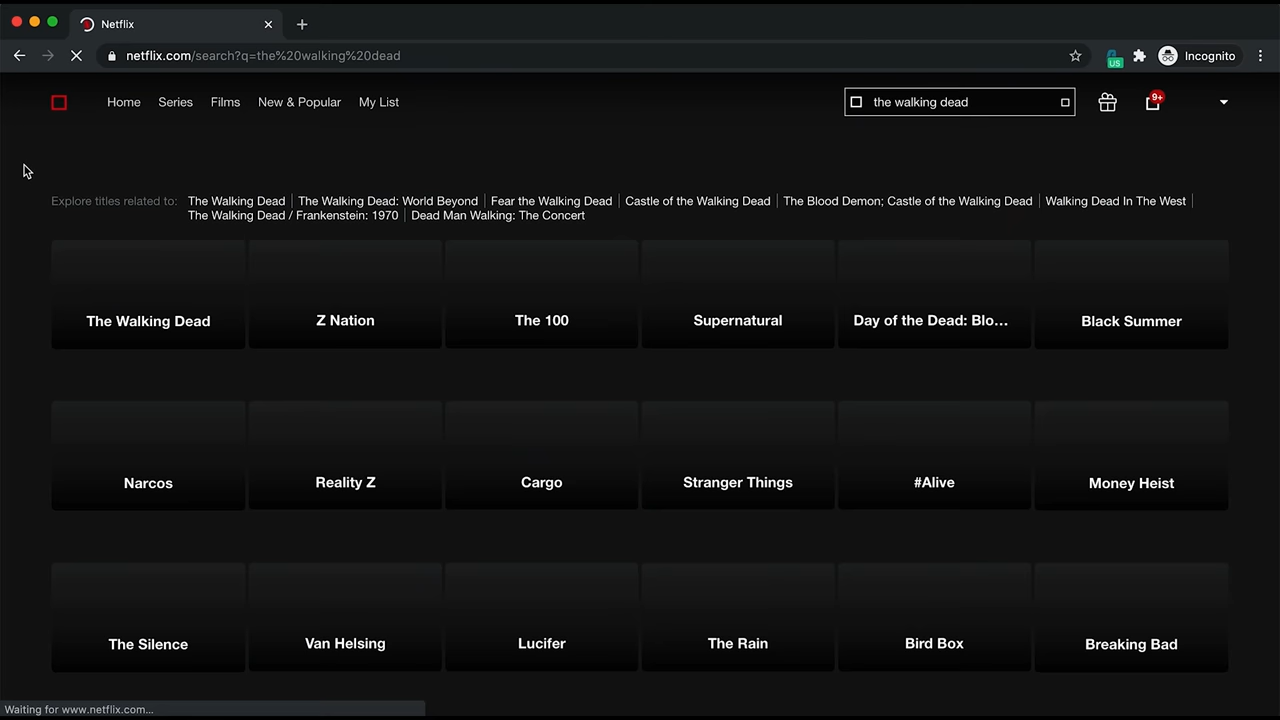 Netflix
netflix.com/search?q=the%20walking%20dead
US
Incognito
Home Series Films New & Popular My List
the walking dead
9+
Explore titles related to: The Walking Dead | The Walking Dead: World Beyond | Fear the Walking Dead | Castle of the Walking Dead | The Blood Demon; Castle of the Walking Dead | Walking Dead In The West |
The Walking Dead / Frankenstein: 1970 | Dead Man Walking: The Concert
The Walking Dead Z Nation The 100 Supernatural Day of the Dead: Blo... Black Summer
Narcos Reality Z Cargo Stranger Things #Alive Money Heist
The Silence Van Helsing Lucifer The Rain Bird Box Breaking Bad
Waiting for www.netflix.com...